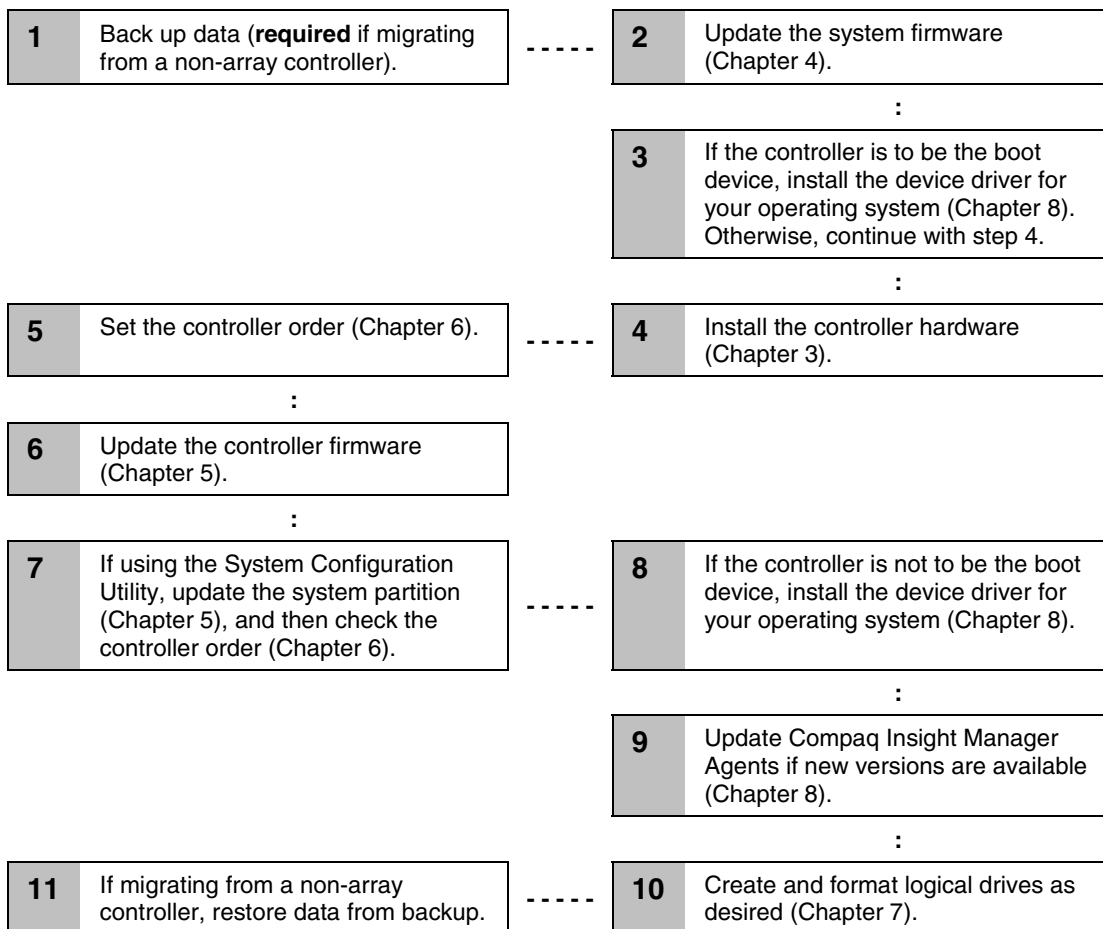 1
Back up data (required if migrating
from a non-array controller).
- - - - -
2
Update the system firmware
(Chapter 4).
:
3
If the controller is to be the boot
device, install the device driver for
your operating system (Chapter 8).
Otherwise, continue with step 4.
:
4
Install the controller hardware
(Chapter 3).
- - - - -
5
Set the controller order (Chapter 6).
:
6
Update the controller firmware
(Chapter 5).
:
7
If using the System Configuration
Utility, update the system partition
(Chapter 5), and then check the
controller order (Chapter 6).
- - - - -
8
If the controller is not to be the boot
device, install the device driver for
your operating system (Chapter 8).
:
9
Update Compaq Insight Manager
Agents if new versions are available
(Chapter 8).
:
10
Create and format logical drives as
desired (Chapter 7).
- - - - -
11
If migrating from a non-array
controller, restore data from backup.